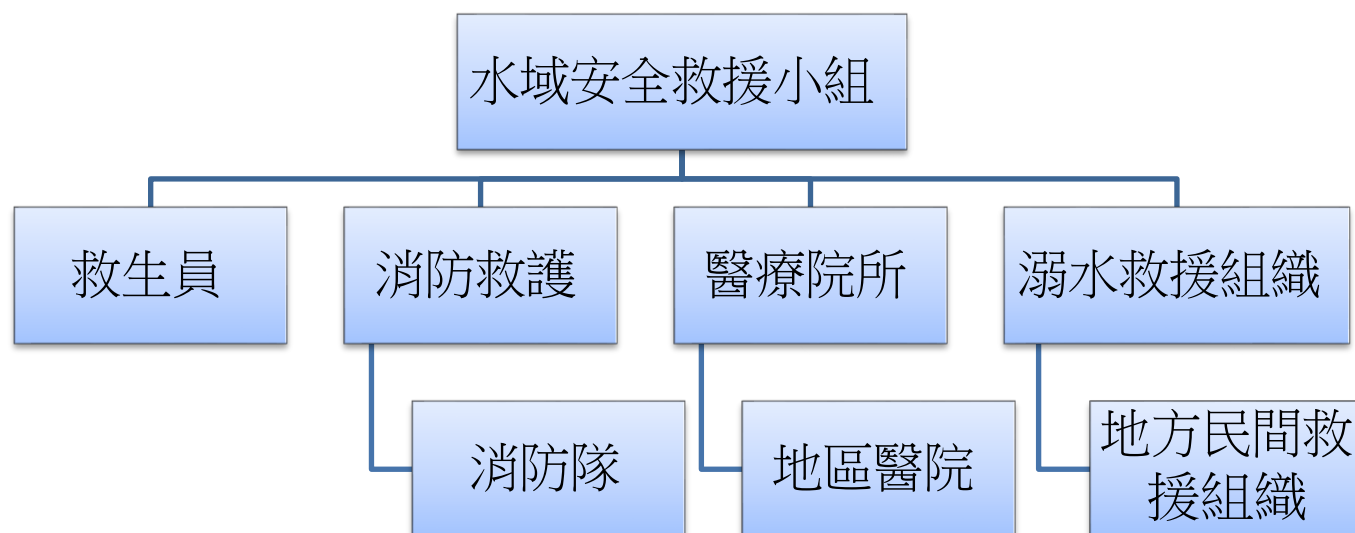 水域安全救援小組
救生員
消防救護
醫療院所
溺水救援組織
消防隊
地區醫院
地方民間救
援組織